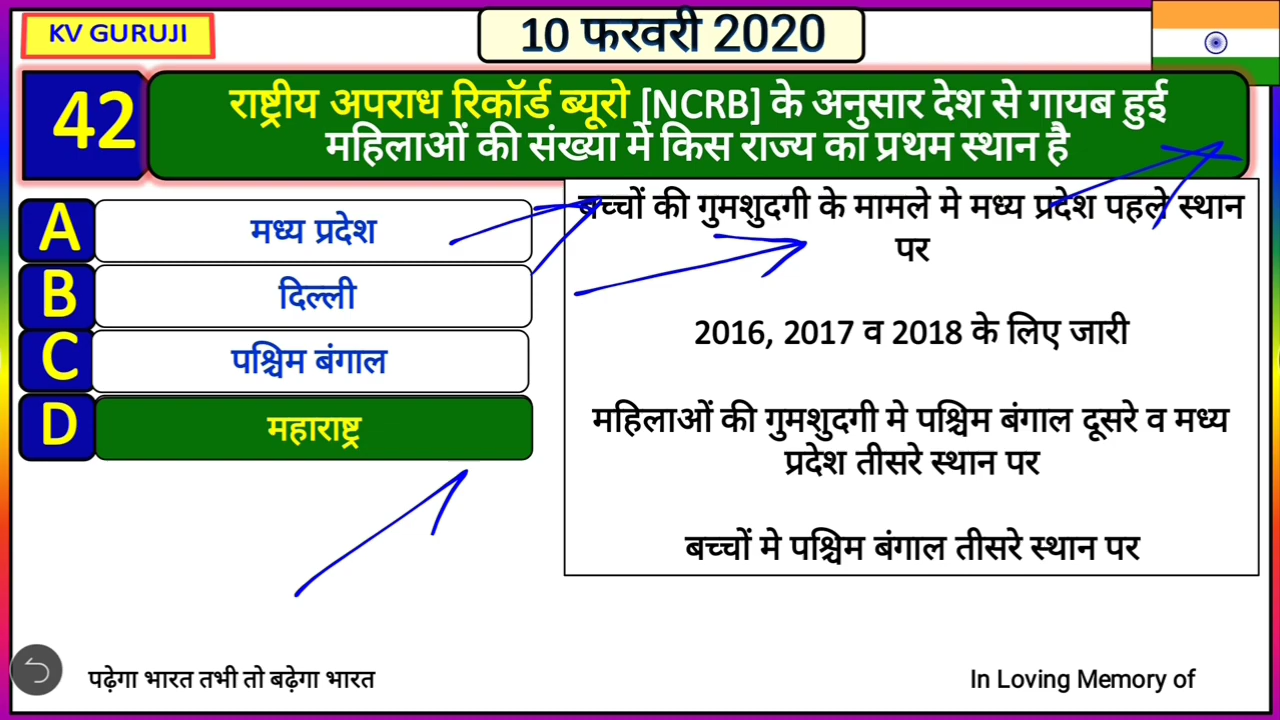 KV GURUJI
10 फरवरी 2020
42
राष्ट्रीय अपराध रिकॉर्ड ब्यूरो [NCRB] के अनुसार देश से गायब हुई
महिलाओं की संख्या में किस राज्य का प्रथम स्थान है
A
मध्य प्रदेश
B
दिल्ली
C
पश्चिम बंगाल
D
महाराष्ट्र
बच्चों की गुमशुदगी के मामले मे मध्य प्रदेश पहले स्थान
पर
2016, 2017 व 2018 के लिए जारी
महिलाओं की गुमशुदगी मे पश्चिम बंगाल दूसरे व मध्य
प्रदेश तीसरे स्थान पर
बच्चों मे पश्चिम बंगाल तीसरे स्थान पर
पढ़ेगा भारत तभी तो बढ़ेगा भारत
In Loving Memory of